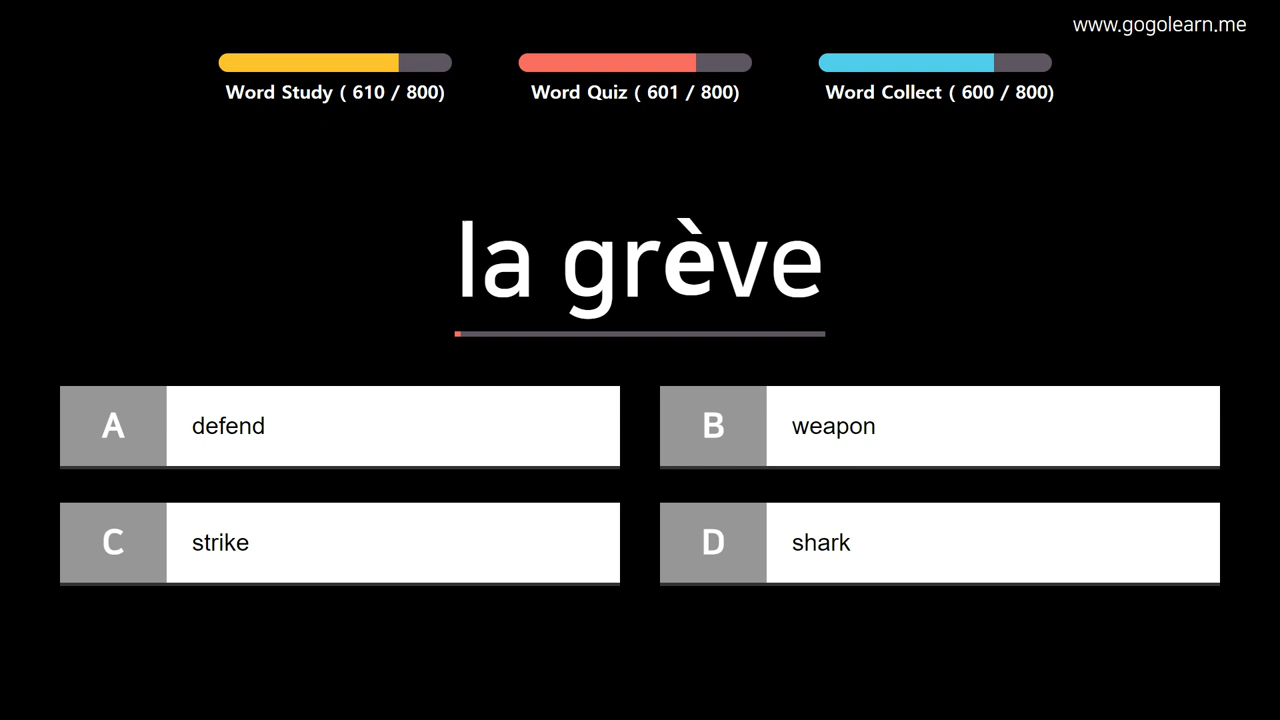 www.gogolearn.me
Word Study ( 610 / 800)
Word Quiz ( 601 / 800)
Word Collect ( 600 / 800)
la grève
A defend
B weapon
C strike
D shark